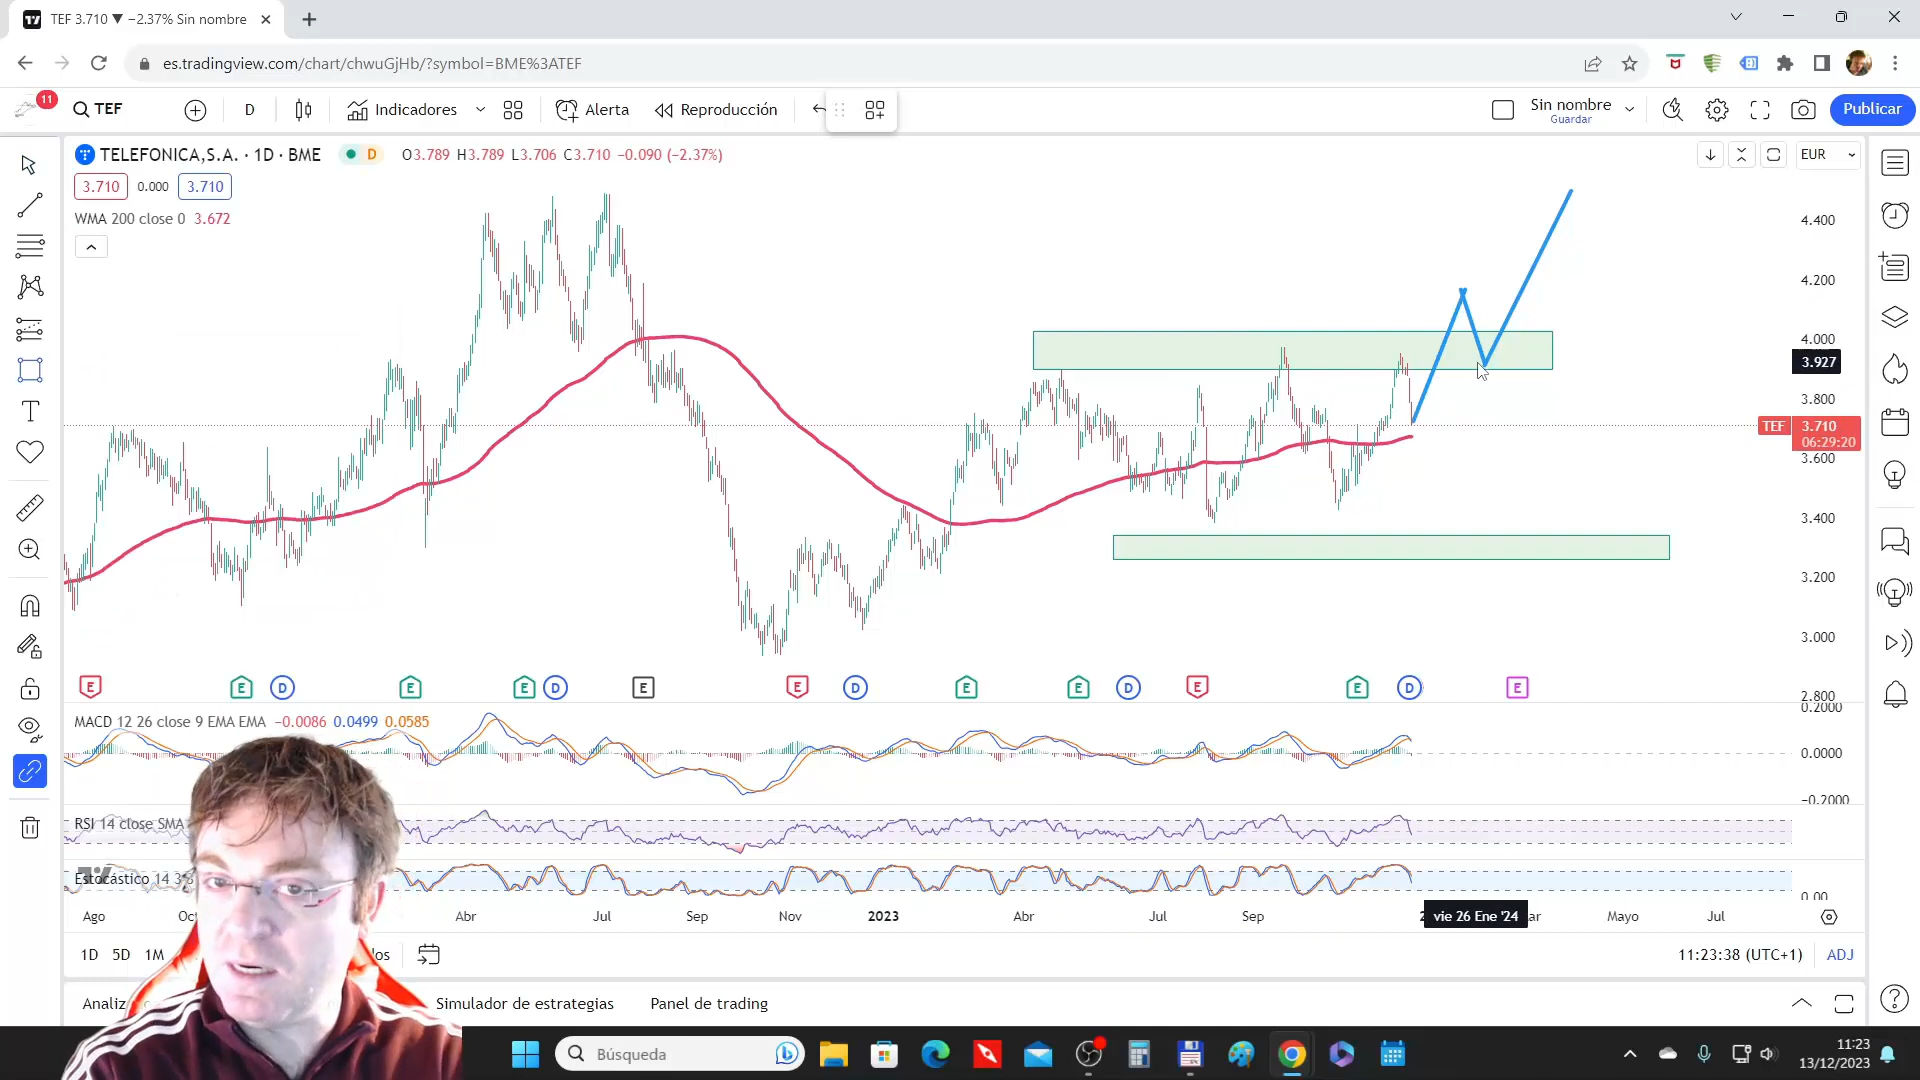 TEF 3.710 ▼ −2.37% Sin nombre
es.tradingview.com/chart/chwuGjHb/?symbol=BME%3ATEF
11
TEF
D
Indicadores
Alerta
Reproducción
Sin nombre
Guardar
Publicar
TELEFONICA,S.A. · 1D · BME
D
O3.789 H3.789 L3.706 C3.710 −0.090 (−2.37%)
EUR
3.710
0.000
3.710
WMA 200 close 0 3.672
4.400
4.200
4.000
3.927
3.800
TEF
3.710
06:29:20
3.600
3.400
3.200
3.000
2.800
E
E
D
E
E
D
E
E
D
E
E
D
E
E
D
E
MACD 12 26 close 9 EMA EMA −0.0086 0.0499 0.0585
0.2000
0.0000
−0.2000
RSI 14 close SMA
Estocástico 14 3
0.00
Ago
Oct
Abr
Jul
Sep
Nov
2023
Abr
Jul
Sep
vie 26 Ene '24
ar
Mayo
Jul
1D
5D
1M
os
11:23:38 (UTC+1)
ADJ
Analiz
Simulador de estrategias
Panel de trading
Búsqueda
11:23
13/12/2023